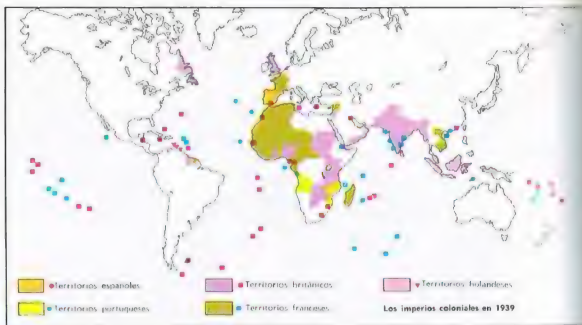 Territorios españoles
Territorios británicos
Territorios holandeses
Territorios portugueses
Territorios franceses
Los imperios coloniales en 1939